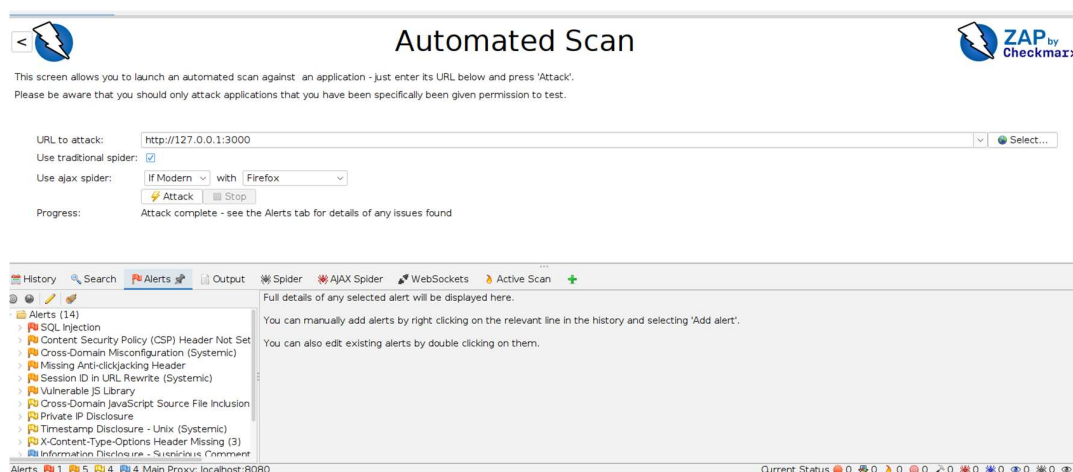 <
Automated Scan
ZAP by
Checkmarx
This screen allows you to launch an automated scan against an application - just enter its URL below and press 'Attack'.
Please be aware that you should only attack applications that you have been specifically been given permission to test.
URL to attack: http://127.0.0.1:3000 Select...
Use traditional spider:
Use ajax spider: If Modern with Firefox
Attack Stop
Progress: Attack complete - see the Alerts tab for details of any issues found
History Search Alerts Output Spider AJAX Spider WebSockets Active Scan
Full details of any selected alert will be displayed here.
You can manually add alerts by right clicking on the relevant line in the history and selecting 'Add alert'.
You can also edit existing alerts by double clicking on them.
Alerts (14)
SQL Injection
Content Security Policy (CSP) Header Not Set
Cross-Domain Misconfiguration (Systemic)
Missing Anti-clickjacking Header
Session ID in URL Rewrite (Systemic)
Vulnerable JS Library
Cross-Domain JavaScript Source File Inclusion
Private IP Disclosure
Timestamp Disclosure - Unix (Systemic)
X-Content-Type-Options Header Missing (3)
Information Disclosure - Suspicious Comment
Alerts 1 5 4 4 Main Proxy: localhost:8080
Current Status 0 0 0 0 0 0 0 0 0